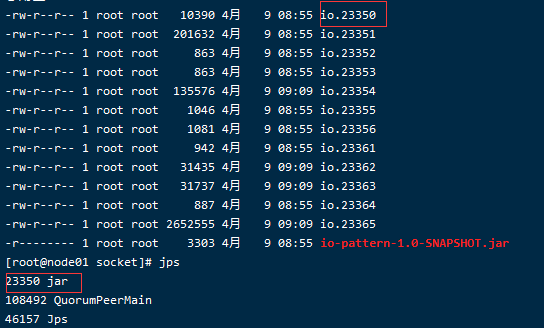 -rw-r--r-- 1 root root   10390 4月   9 08:55 io.23350
-rw-r--r-- 1 root root  201632 4月   9 08:55 io.23351
-rw-r--r-- 1 root root     863 4月   9 08:55 io.23352
-rw-r--r-- 1 root root     863 4月   9 08:55 io.23353
-rw-r--r-- 1 root root  135576 4月   9 09:09 io.23354
-rw-r--r-- 1 root root    1046 4月   9 08:55 io.23355
-rw-r--r-- 1 root root    1081 4月   9 08:55 io.23356
-rw-r--r-- 1 root root     942 4月   9 08:55 io.23361
-rw-r--r-- 1 root root   31435 4月   9 09:09 io.23362
-rw-r--r-- 1 root root   31737 4月   9 09:09 io.23363
-rw-r--r-- 1 root root     887 4月   9 08:55 io.23364
-rw-r--r-- 1 root root 2652555 4月   9 09:09 io.23365
-r-------- 1 root root    3303 4月   9 08:55 io-pattern-1.0-SNAPSHOT.jar
[root@node01 socket]# jps
23350 jar
108492 QuorumPeerMain
46157 Jps